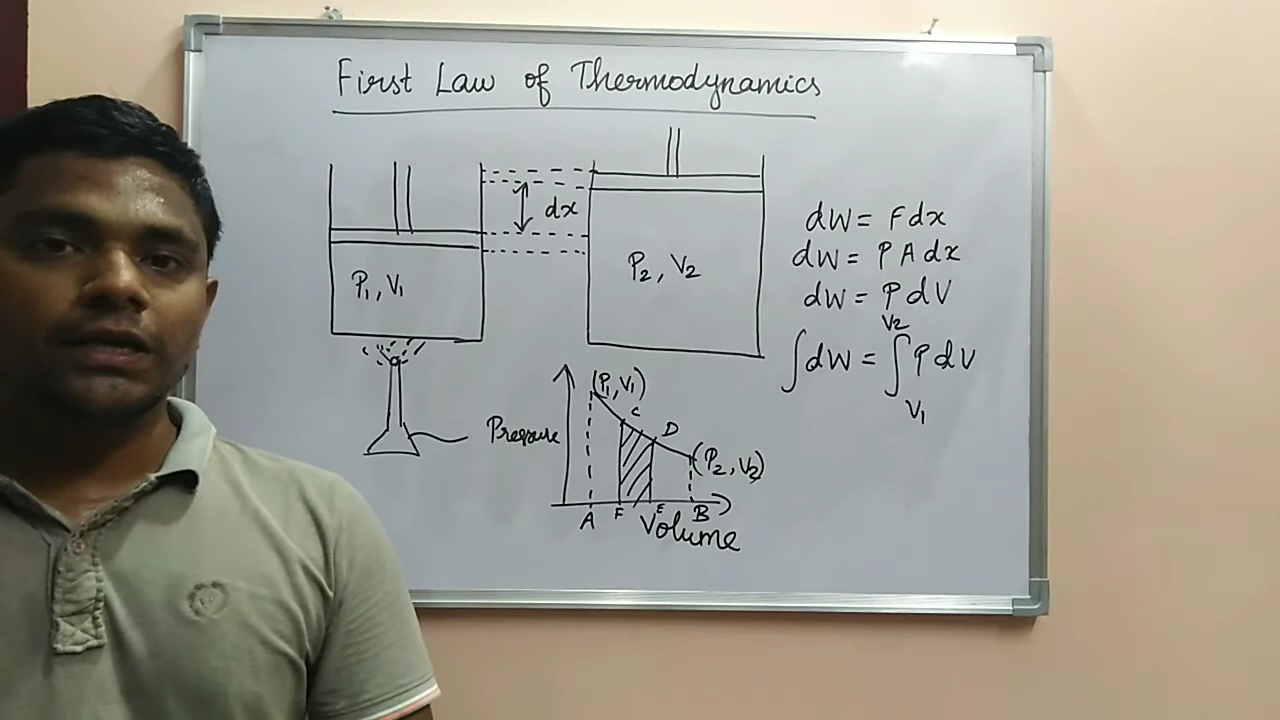 First Law of Thermodynamics
dx
P₁, V₁
P₂, V₂
dW = F dx
dW = P A dx
dW = P dV
∫dW = ∫ P dV
V2
V₁
Pressure
(P₁, V₁)
C
D
(P₂, V₂)
A F E B
Volume